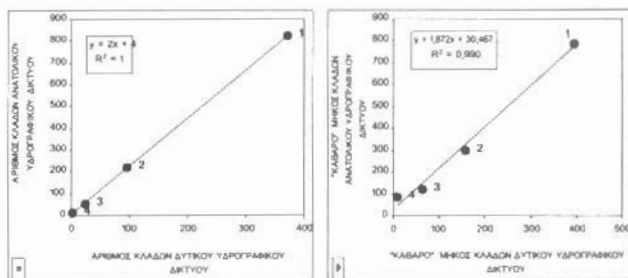 900
800
700
600
500
400
300
200
100
0
y = 2x + 4
R² = 1
1
2
3
4
0 100 200 300 400
ΑΡΙΘΜΟΣ ΚΛΑΔΩΝ ΑΝΑΤΟΛΙΚΟΥ
ΥΔΡΟΓΡΑΦΙΚΟΥ ΔΙΚΤΥΟΥ
ΑΡΙΘΜΟΣ ΚΛΑΔΩΝ ΔΥΤΙΚΟΥ ΥΔΡΟΓΡΑΦΙΚΟΥ
ΔΙΚΤΥΟΥ
α
900
800
700
600
500
400
300
200
100
0
y + 1,872x + 30,467
R² = 0,990
1
2
3
4
0 100 200 300 400 500
"ΚΑΘΑΡΟ" ΜΗΚΟΣ ΚΛΑΔΩΝ
ΑΝΑΤΟΛΙΚΟΥ ΥΔΡΟΓΡΑΦΙΚΟΥ
ΔΙΚΤΥΟΥ
"ΚΑΘΑΡΟ" ΜΗΚΟΣ ΚΛΑΔΩΝ ΔΥΤΙΚΟΥ ΥΔΡΟΓΡΑΦΙΚΟΥ
ΔΙΚΤΥΟΥ